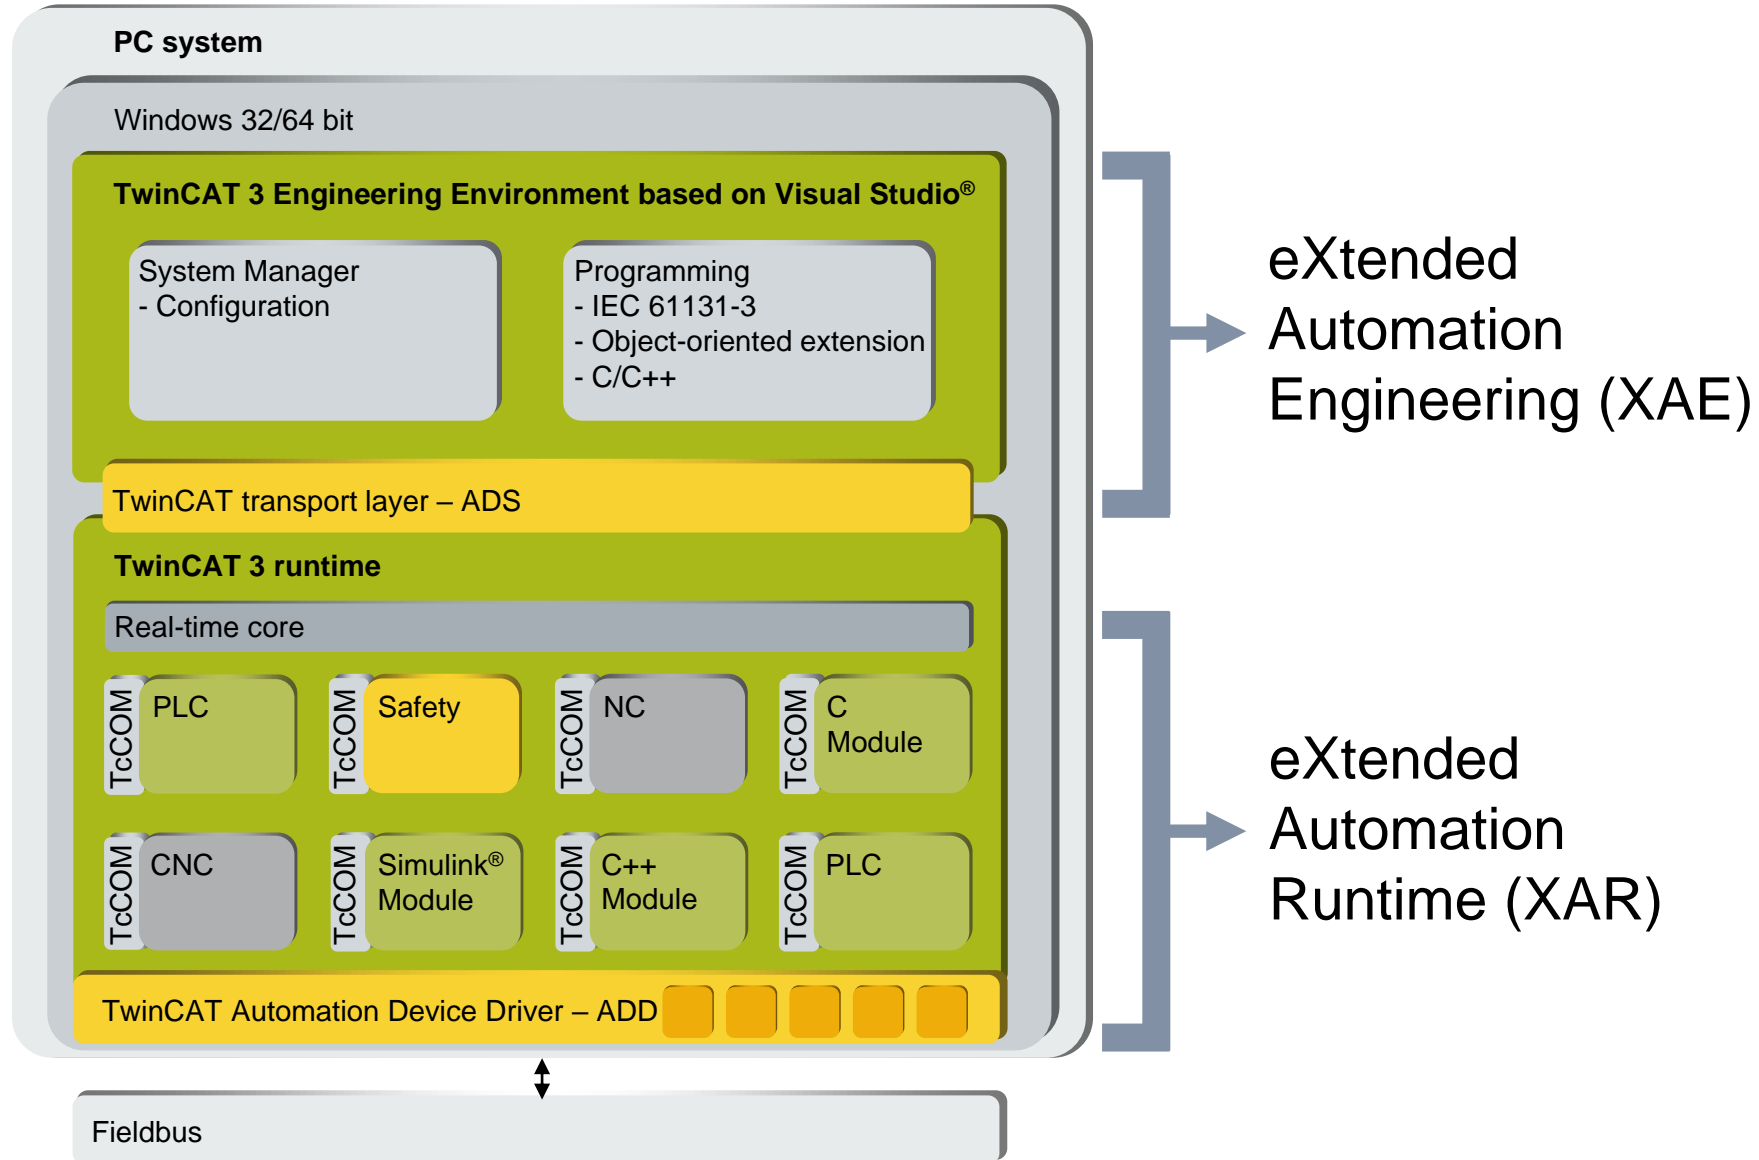 PC system
Windows 32/64 bit
TwinCAT 3 Engineering Environment based on Visual Studio®
System Manager
- Configuration
Programming
- IEC 61131-3
- Object-oriented extension
- C/C++
TwinCAT transport layer – ADS
TwinCAT 3 runtime
Real-time core
TcCOM
PLC
TcCOM
Safety
TcCOM
NC
TcCOM
C
Module
TcCOM
CNC
TcCOM
Simulink®
Module
TcCOM
C++
Module
TcCOM
PLC
TwinCAT Automation Device Driver – ADD
Fieldbus
eXtended
Automation
Engineering (XAE)
eXtended
Automation
Runtime (XAR)